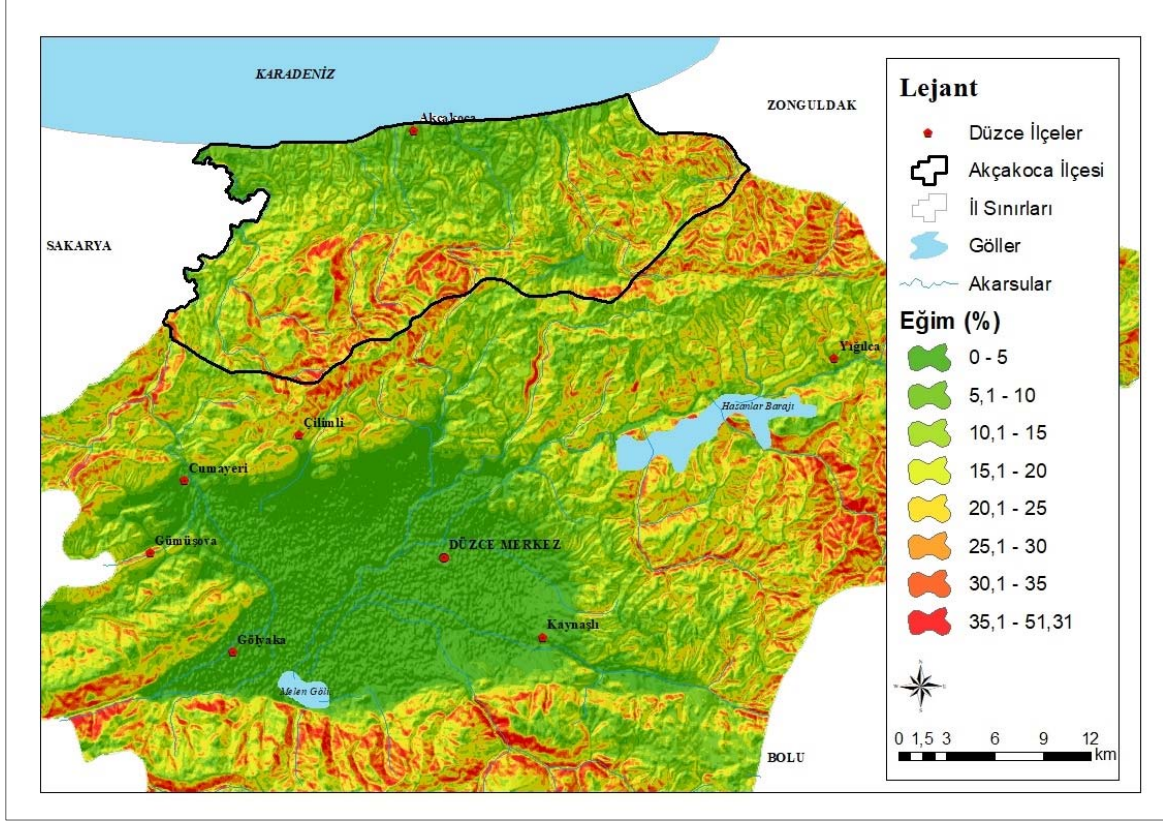 KARADENİZ
Akçakoca
ZONGULDAK
SAKARYA
Yığılca
Hazanlar Barajı
Çilimli
Cumayeri
Gümüşova
DÜZCE MERKEZ
Kaynaşlı
Gölyaka
Melen Göli
BOLU
Lejant
Düzce İlçeler
Akçakoca İlçesi
İl Sınırları
Göller
Akarsular
Eğim (%)
0 - 5
5,1 - 10
10,1 - 15
15,1 - 20
20,1 - 25
25,1 - 30
30,1 - 35
35,1 - 51,31
0 1,5 3 6 9 12
km